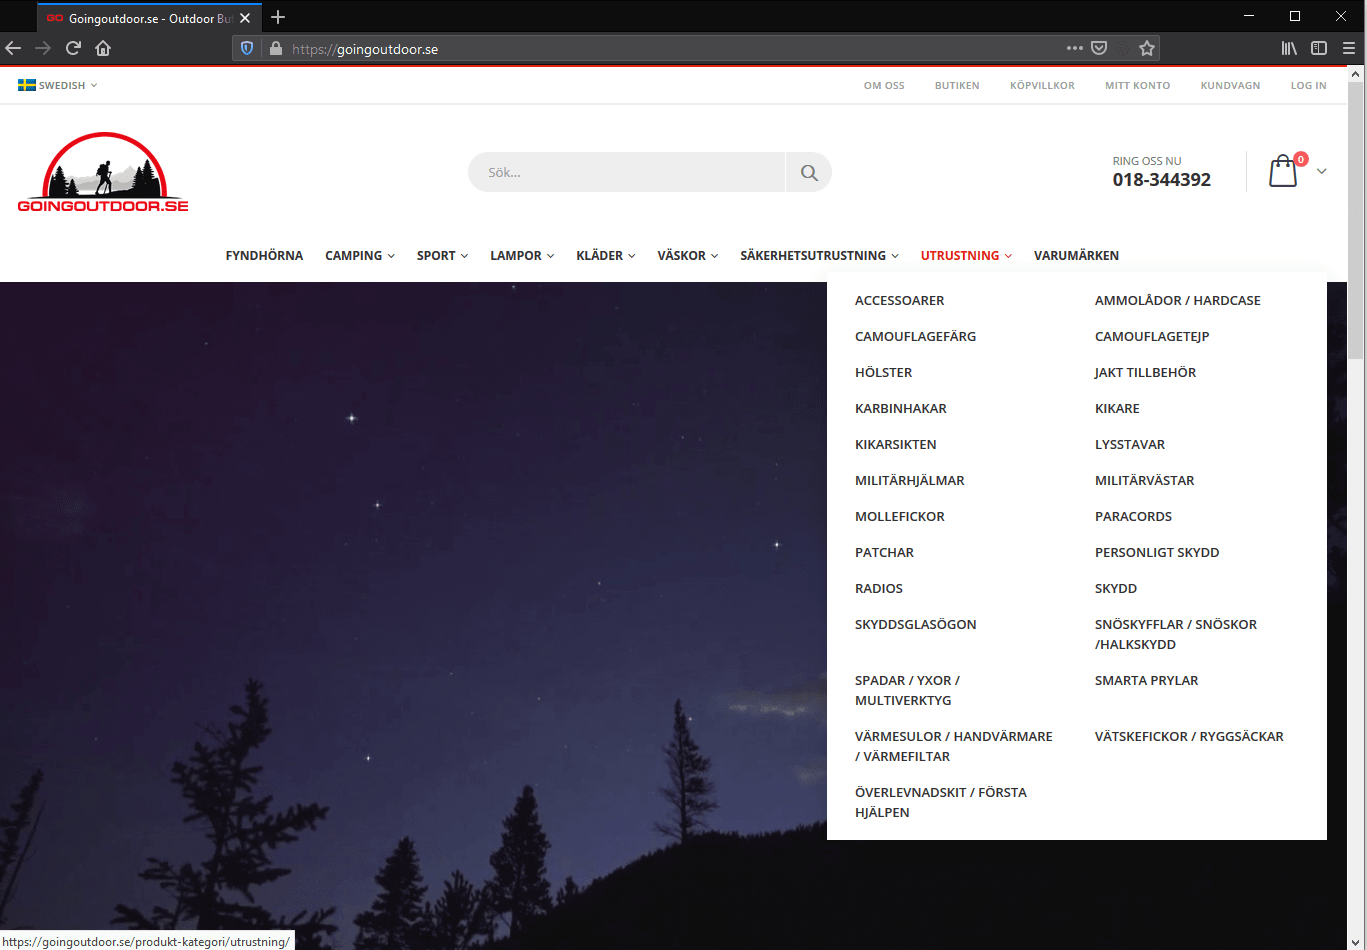 GO Goingoutdoor.se - Outdoor Bu
https://goingoutdoor.se
SWEDISH
OM OSS BUTIKEN KÖPVILLKOR MITT KONTO KUNDVAGN LOG IN
GOINGOUTDOOR.SE
Sök...
RING OSS NU
018-344392
0
FYNDHÖRNA CAMPING SPORT LAMPOR KLÄDER VÄSKOR SÄKERHETSUTRUSTNING UTRUSTNING VARUMÄRKEN
ACCESSOARER AMMOLÅDOR / HARDCASE
CAMOUFLAGEFÄRG CAMOUFLAGETEJP
HÖLSTER JAKT TILLBEHÖR
KARBINHAKAR KIKARE
KIKARSIKTEN LYSSTAVAR
MILITÄRHJÄLMAR MILITÄRVÄSTAR
MOLLEFICKOR PARACORDS
PATCHAR PERSONLIGT SKYDD
RADIOS SKYDD
SKYDDSGLASÖGON SNÖSKYFFLAR / SNÖSKOR
/HALKSKYDD
SPADAR / YXOR / SMARTA PRYLAR
MULTIVERKTYG
VÄRMESULOR / HANDVÄRMARE VÄTSKEFICKOR / RYGGSÄCKAR
/ VÄRMEFILTAR
ÖVERLEVNADSKIT / FÖRSTA
HJÄLPEN
https://goingoutdoor.se/produkt-kategori/utrustning/